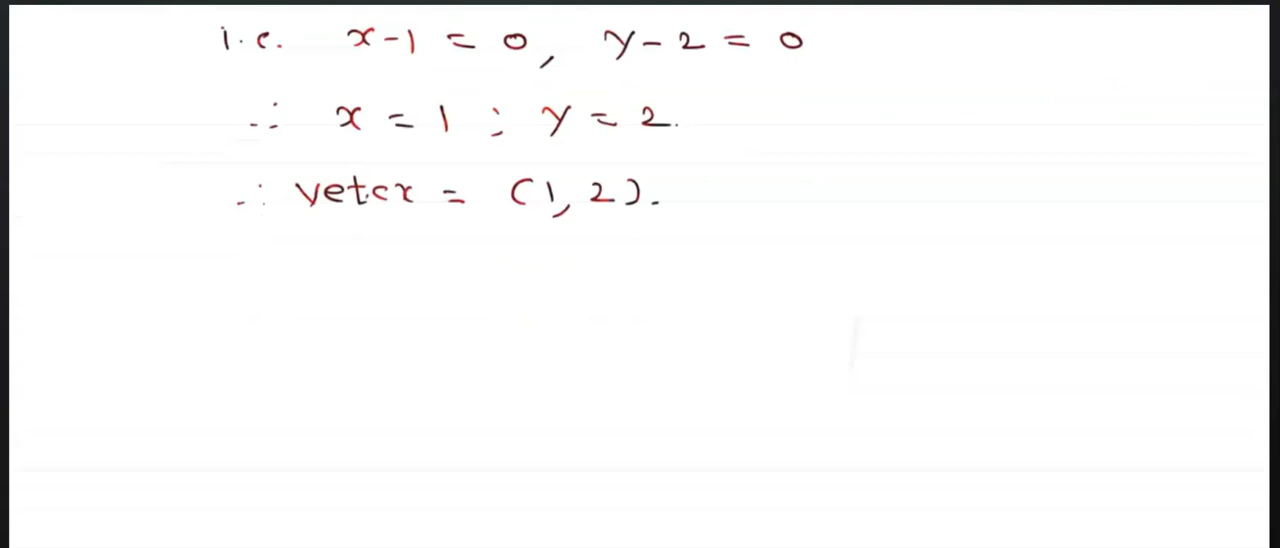 i.e. x-1 = 0, y-2 = 0
∴ x = 1 ; y = 2.
∴ vetex = (1, 2).